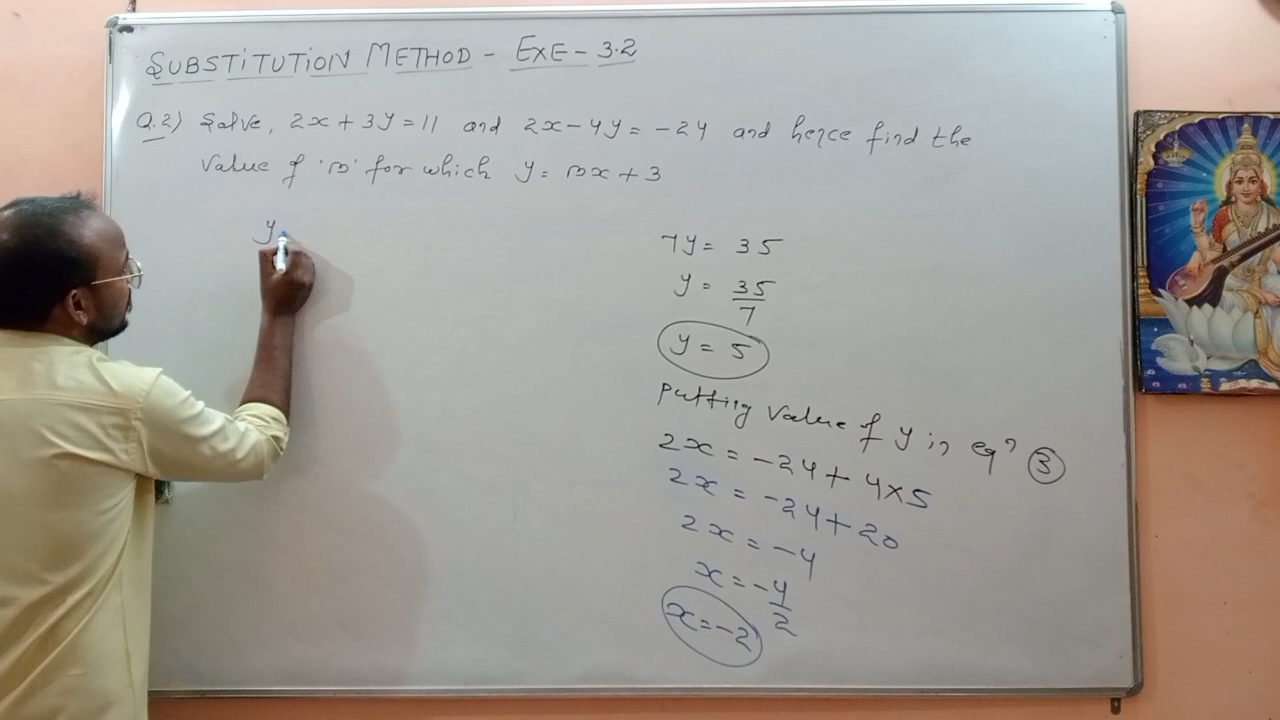 SUBSTITUTION METHOD - EXE - 3.2
Q.2) Solve, 2x + 3y = 11 and 2x - 4y = -24 and hence find the
value of 'm' for which y = mx + 3
y
7y = 35
y = 35/7
y = 5
Putting value of y in eqn ③
2x = -24 + 4×5
2x = -24 + 20
2x = -4
x = -4/2
x = -2